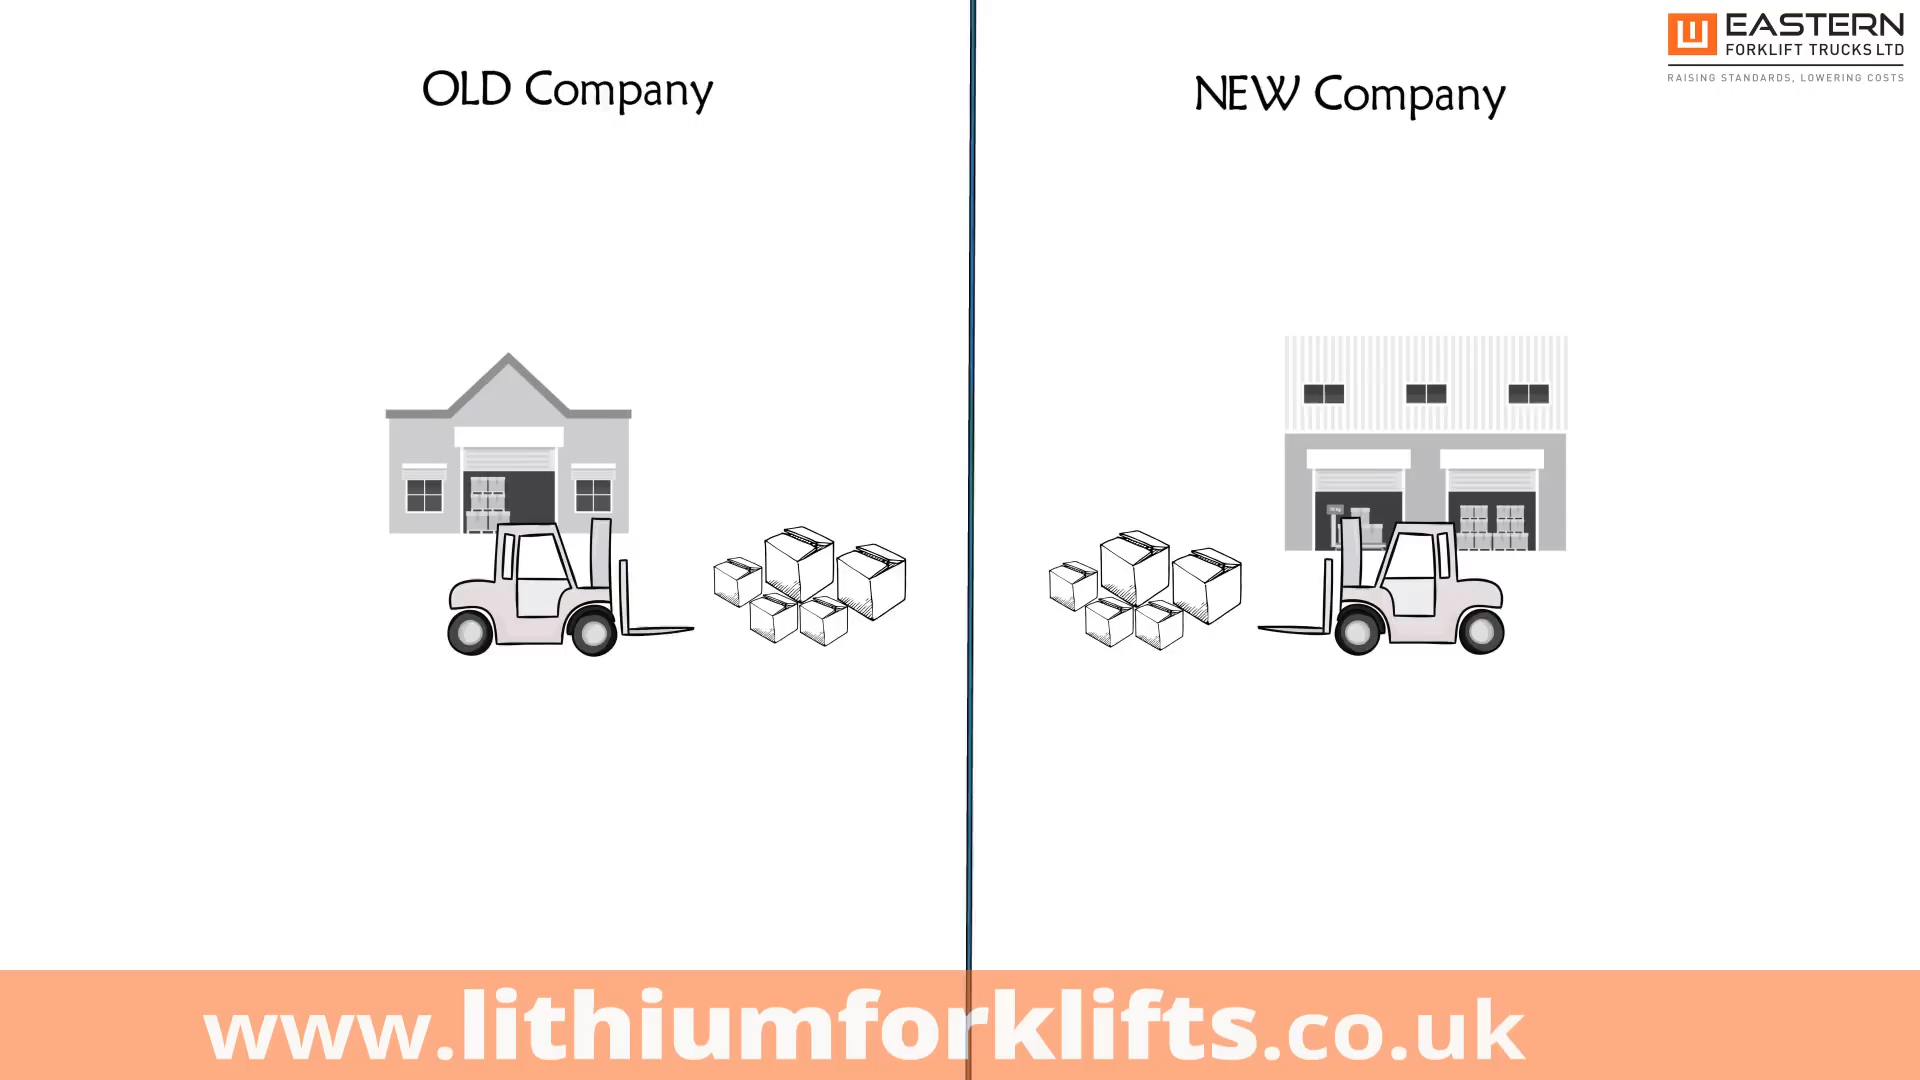 OLD Company
NEW Company
EASTERN
FORKLIFT TRUCKS LTD
RAISING STANDARDS, LOWERING COSTS
www.lithiumforklifts.co.uk